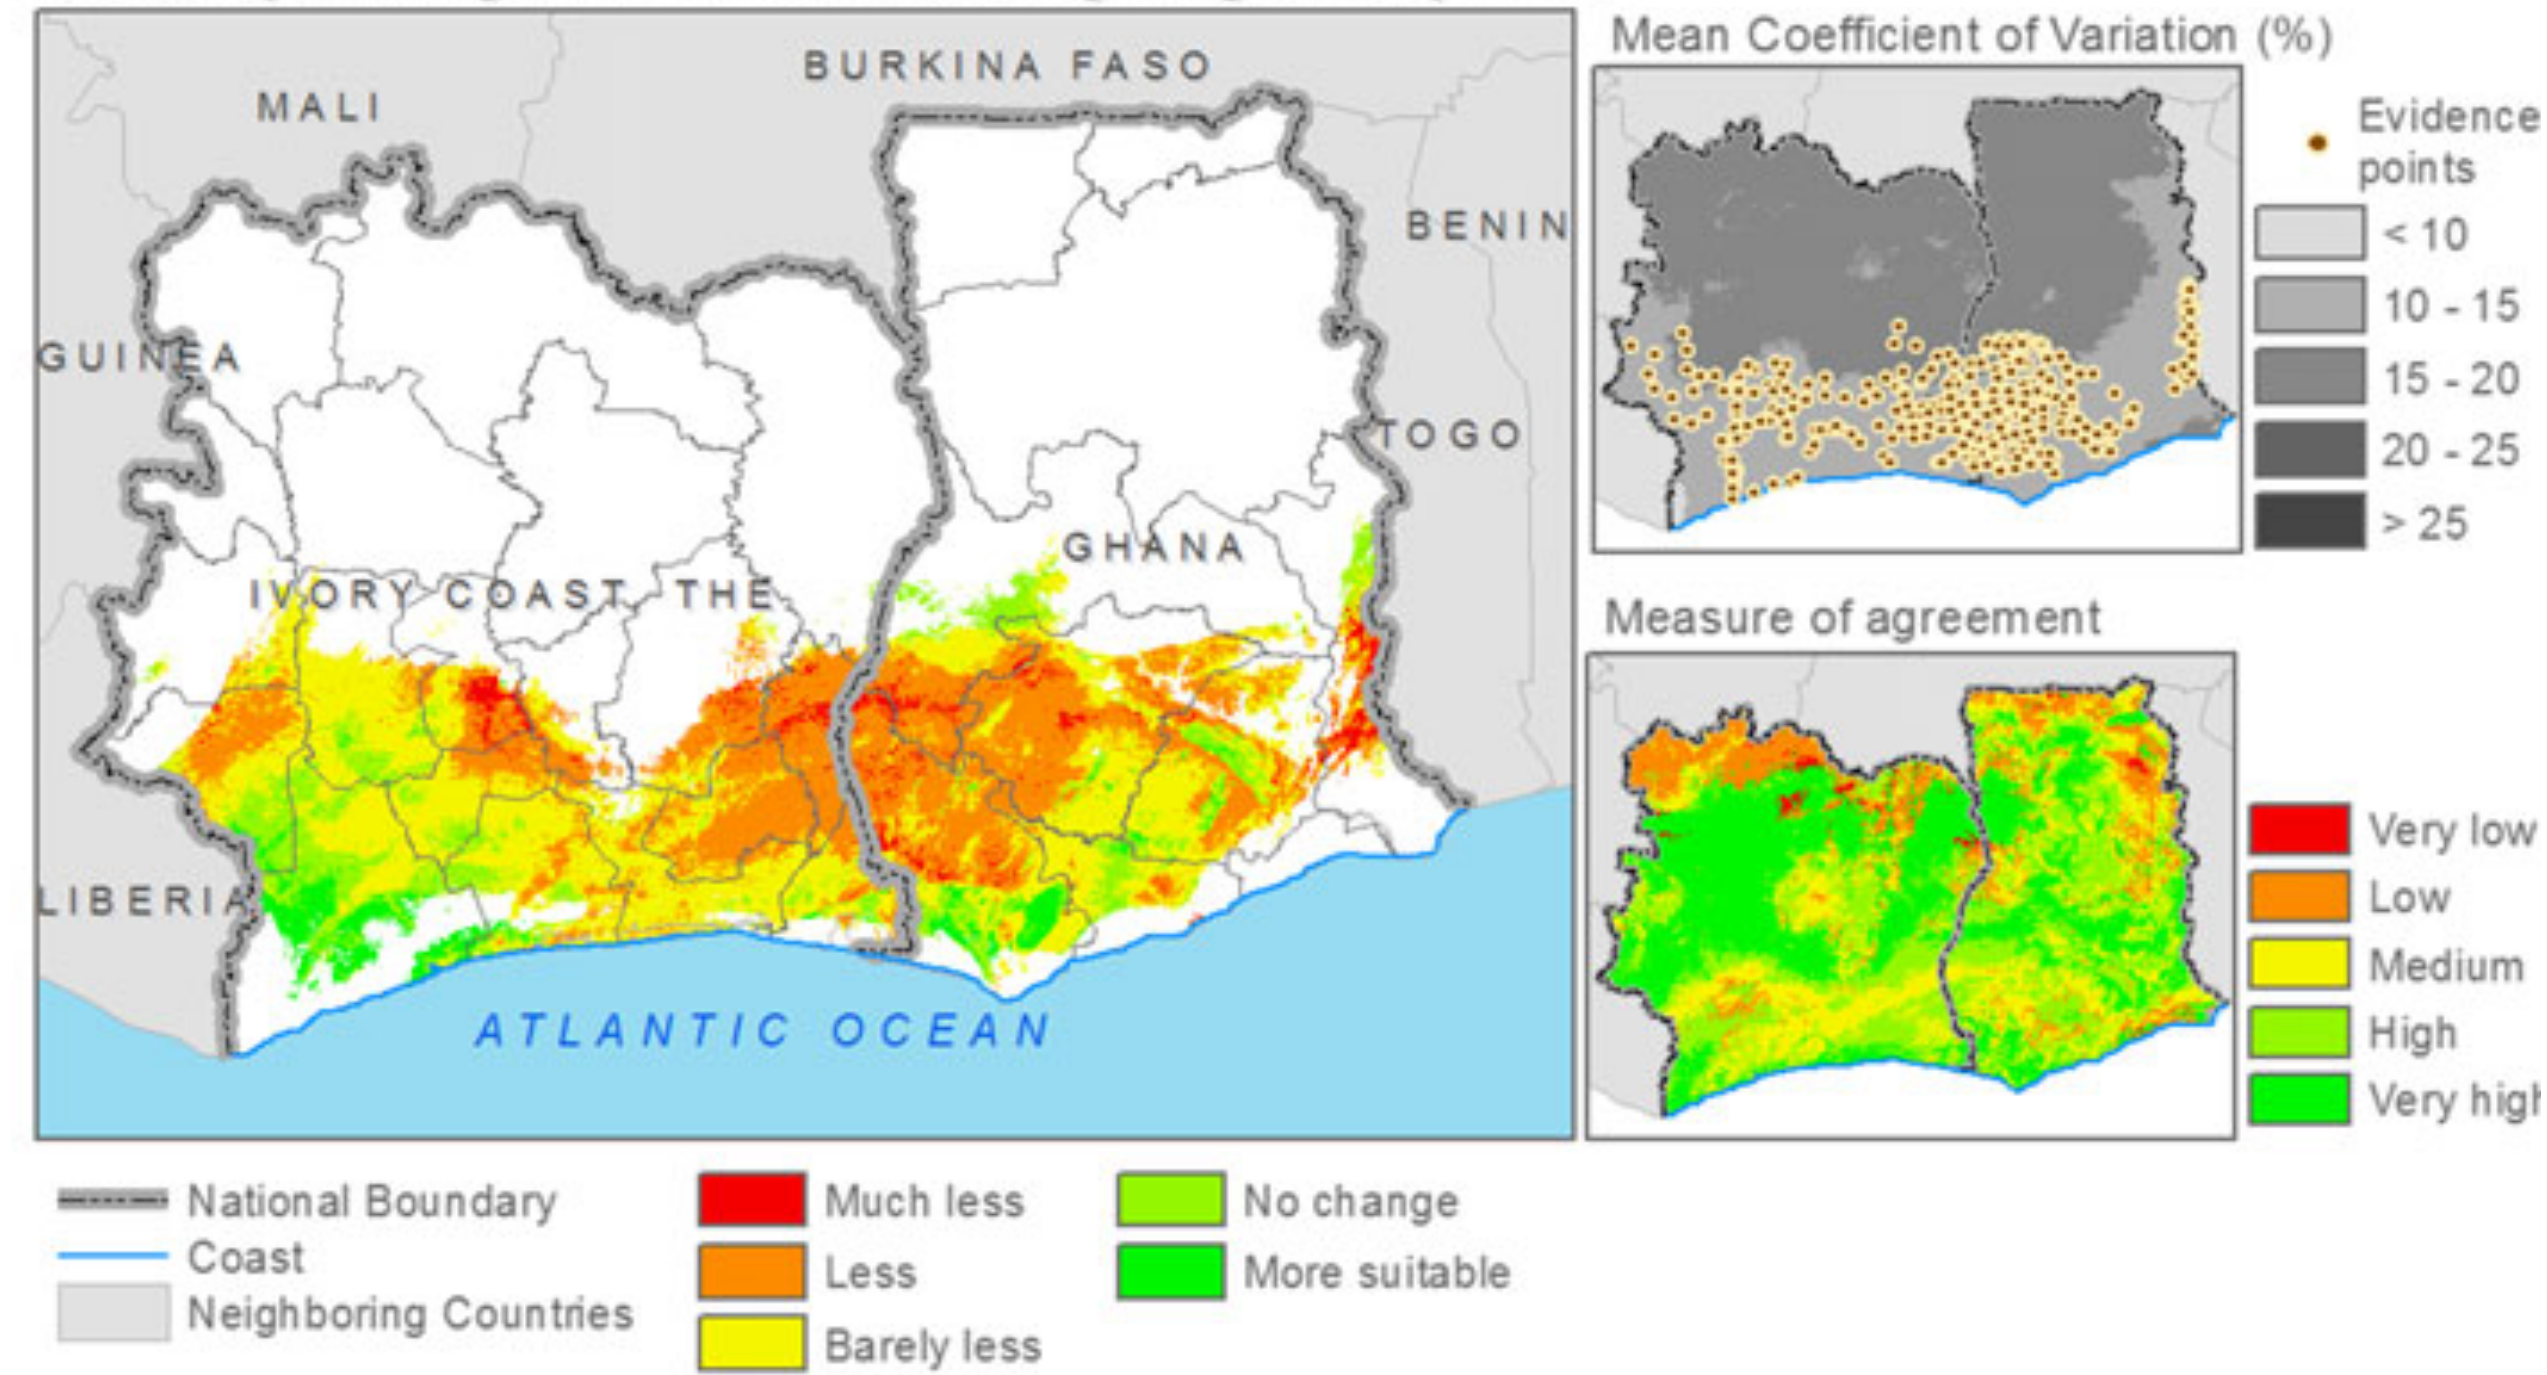 BURKINA FASO
MALI
BENIN
GUINEA
TOGO
GHANA
IVORY COAST THE
LIBERIA
ATLANTIC OCEAN
National Boundary
Coast
Neighboring Countries
Much less
Less
Barely less
No change
More suitable
Mean Coefficient of Variation (%)
Evidence
points
< 10
10 - 15
15 - 20
20 - 25
> 25
Measure of agreement
Very low
Low
Medium
High
Very high